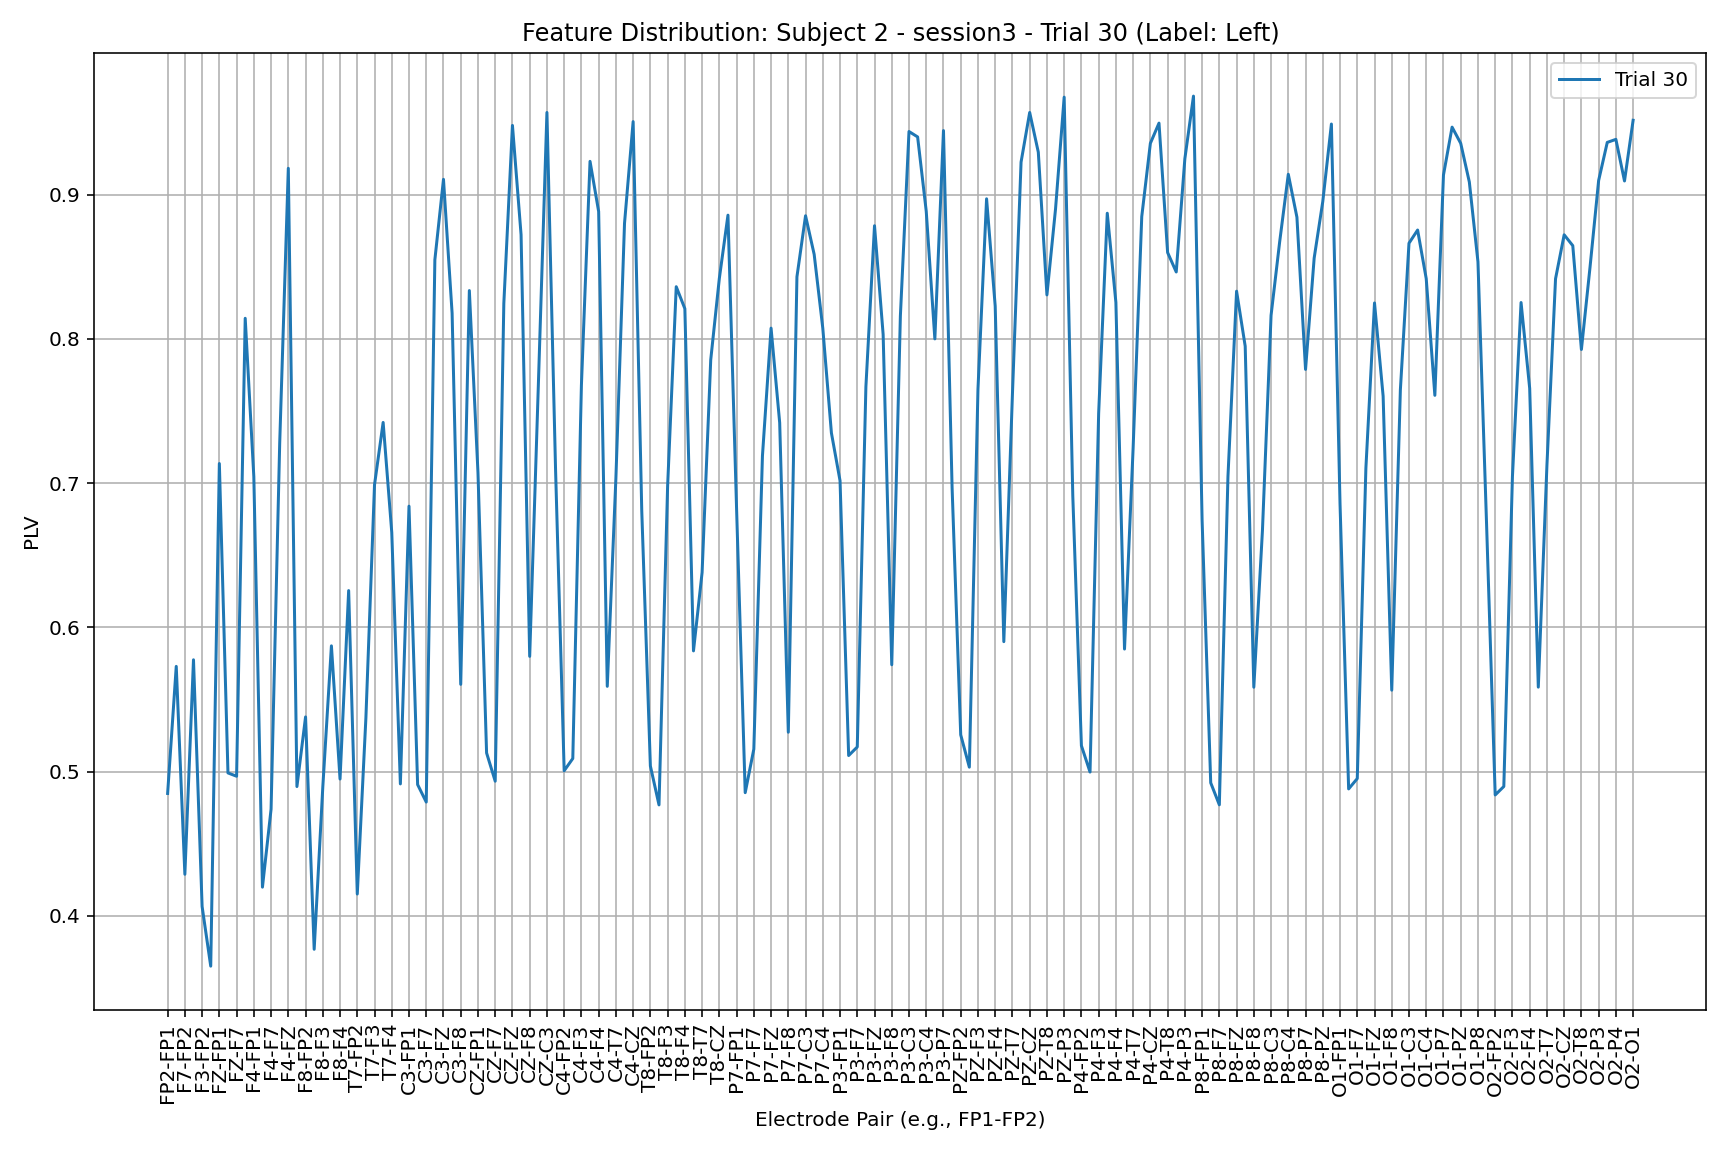 Feature Distribution: Subject 2 - session3 - Trial 30 (Label: Left)
Trial 30
PLV
0.9
0.8
0.7
0.6
0.5
0.4
FP2-FP1
F7-FP2
F3-FP2
FZ-FP1
FZ-F7
F4-FP1
F4-F7
F4-FZ
F8-FP2
F8-F3
F8-F4
T7-FP2
T7-F3
T7-F4
C3-FP1
C3-F7
C3-FZ
C3-F8
CZ-FP1
CZ-F7
CZ-FZ
CZ-F8
CZ-C3
C4-FP2
C4-F3
C4-F4
C4-T7
C4-CZ
T8-FP2
T8-F3
T8-F4
T8-T7
T8-CZ
P7-FP1
P7-F7
P7-FZ
P7-F8
P7-C3
P7-C4
P3-FP1
P3-F7
P3-FZ
P3-F8
P3-C3
P3-C4
P3-P7
PZ-FP2
PZ-F3
PZ-F4
PZ-T7
PZ-CZ
PZ-T8
PZ-P3
P4-FP2
P4-F3
P4-F4
P4-T7
P4-CZ
P4-T8
P4-P3
P8-FP1
P8-F7
P8-FZ
P8-F8
P8-C3
P8-C4
P8-P7
P8-PZ
O1-FP1
O1-F7
O1-FZ
O1-F8
O1-C3
O1-C4
O1-P7
O1-PZ
O1-P8
O2-FP2
O2-F3
O2-F4
O2-T7
O2-CZ
O2-T8
O2-P3
O2-P4
O2-O1
Electrode Pair (e.g., FP1-FP2)